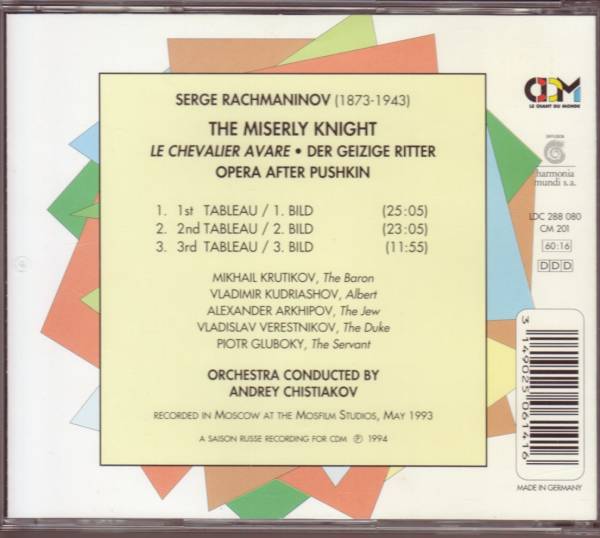 SERGE RACHMANINOV (1873-1943)
THE MISERLY KNIGHT
LE CHEVALIER AVARE • DER GEIZIGE RITTER
OPERA AFTER PUSHKIN
1. 1st TABLEAU / 1. BILD (25:05)
2. 2nd TABLEAU / 2. BILD (23:05)
3. 3rd TABLEAU / 3. BILD (11:55)
MIKHAIL KRUTIKOV, The Baron
VLADIMIR KUDRIASHOV, Albert
ALEXANDER ARKHIPOV, The Jew
VLADISLAV VERESTNIKOV, The Duke
PIOTR GLUBOKY, The Servant
ORCHESTRA CONDUCTED BY
ANDREY CHISTIAKOV
RECORDED IN MOSCOW AT THE MOSFILM STUDIOS, MAY 1993
A SAISON RUSSE RECORDING FOR CDM ℗ 1994
CDM
LE CHANT DU MONDE
DIFFUSION
harmonia
mundi s.a.
LDC 288 080
CM 201
60:16
DDD
3 149025 061416
MADE IN GERMANY